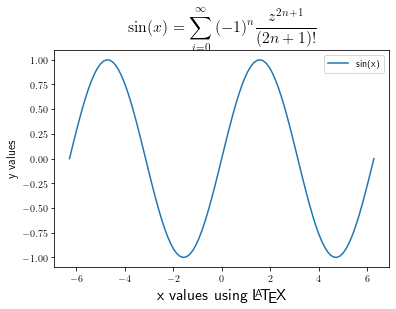 sin(x) = ∑_{i=0}^{∞} (-1)^n z^{2n+1}/(2n+1)!
sin(x)
1.00
0.75
0.50
0.25
0.00
−0.25
−0.50
−0.75
−1.00
y values
−6 −4 −2 0 2 4 6
x values using LATEX